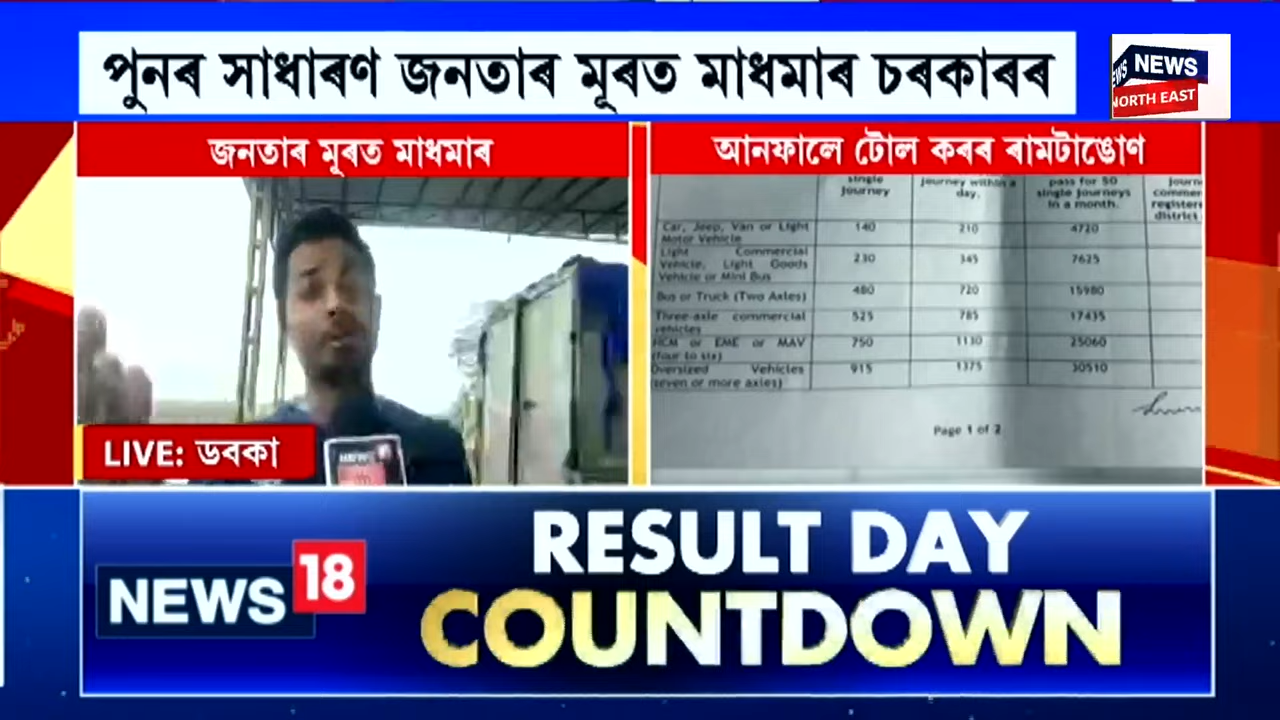 পুনৰ সাধাৰণ জনতাৰ মূৰত মাধমাৰ চৰকাৰৰ
NEWS
NORTH EAST
জনতাৰ মূৰত মাধমাৰ
আনফালে টোল কৰৰ ৰামটাঙোণ
single journey within a pass for 50
journey day. single journeys
in a month.
Car, Jeep, Van or Light Motor Vehicle 140 210 4720
Light Commercial Vehicle, Light Goods Vehicle or Mini Bus 230 345 7625
Bus or Truck (Two Axles) 480 720 15980
Three-axle commercial vehicles 525 785 17435
HCM or EME or MAV (four to six) 750 1130 25060
Oversized Vehicles (seven or more axles) 915 1375 30510
Page 1 of 2
LIVE: ডবকা
NEWS 18
RESULT DAY
COUNTDOWN